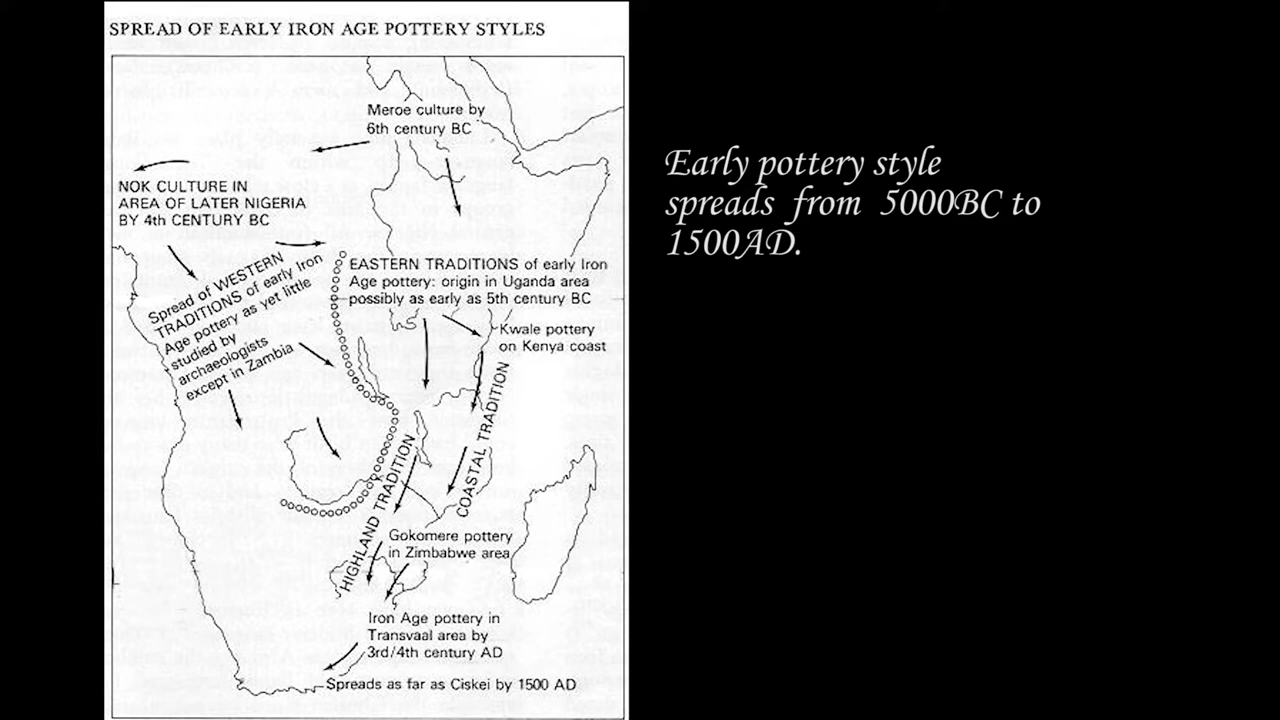 SPREAD OF EARLY IRON AGE POTTERY STYLES
Meroe culture by
6th century BC
NOK CULTURE IN
AREA OF LATER NIGERIA
BY 4th CENTURY BC
Spread of WESTERN
TRADITIONS of early Iron
Age pottery as yet little
studied by
archaeologists
except in Zambia
EASTERN TRADITIONS of early Iron
Age pottery: origin in Uganda area
possibly as early as 5th century BC
Kwale pottery
on Kenya coast
COASTAL TRADITION
HIGHLAND TRADITION
Gokomere pottery
in Zimbabwe area
Iron Age pottery in
Transvaal area by
3rd/4th century AD
Spreads as far as Ciskei by 1500 AD
Early pottery style
spreads from 5000BC to
1500AD.